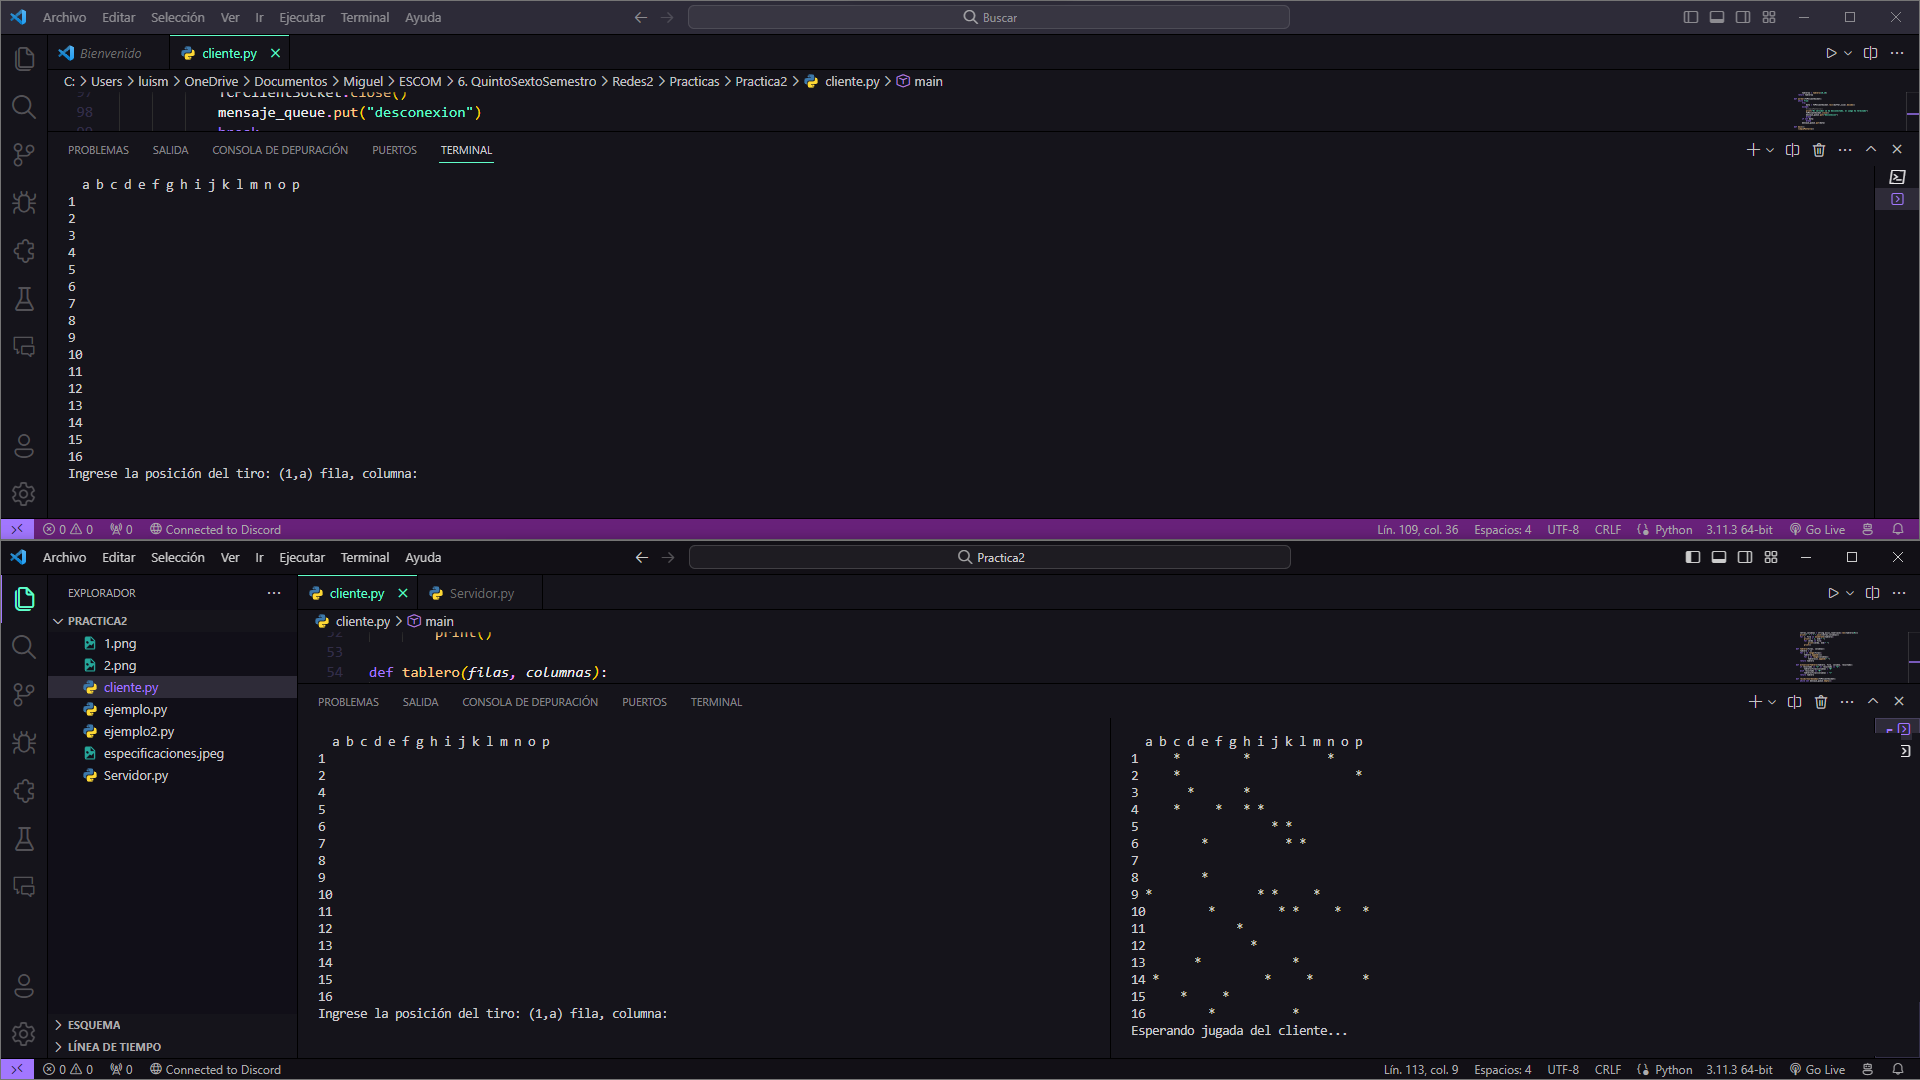 Archivo Editar Selección Ver Ir Ejecutar Terminal Ayuda Buscar
Bienvenido cliente.py
C: > Users > luism > OneDrive > Documentos > Miguel > ESCOM > 6. QuintoSextoSemestro > Redes2 > Practicas > Practica2 > cliente.py > main
97 TCPClientSocket.close()
98 mensaje_queue.put("desconexion")
99 break
PROBLEMAS SALIDA CONSOLA DE DEPURACIÓN PUERTOS TERMINAL
a b c d e f g h i j k l m n o p
1
2
3
4
5
6
7
8
9
10
11
12
13
14
15
16
Ingrese la posición del tiro: (1,a) fila, columna:
0 0 0 Connected to Discord Lín. 109, col. 36 Espacios: 4 UTF-8 CRLF Python 3.11.3 64-bit Go Live
Archivo Editar Selección Ver Ir Ejecutar Terminal Ayuda Practica2
EXPLORADOR
PRACTICA2
1.png
2.png
cliente.py
ejemplo.py
ejemplo2.py
especificaciones.jpeg
Servidor.py
ESQUEMA
LÍNEA DE TIEMPO
cliente.py Servidor.py
cliente.py > main
52 print()
53
54 def tablero(filas, columnas):
PROBLEMAS SALIDA CONSOLA DE DEPURACIÓN PUERTOS TERMINAL
a b c d e f g h i j k l m n o p
1
2
4
5
6
7
8
9
10
11
12
13
14
15
16
Ingrese la posición del tiro: (1,a) fila, columna:
a b c d e f g h i j k l m n o p
1 * * *
2 * *
3 * *
4 * * * *
5 * *
6 * * *
7
8 *
9 * * * *
10 * * * * *
11 *
12 *
13 * *
14 * * * *
15 * *
16 * *
Esperando jugada del cliente...
0 0 0 Connected to Discord Lín. 113, col. 9 Espacios: 4 UTF-8 CRLF Python 3.11.3 64-bit Go Live